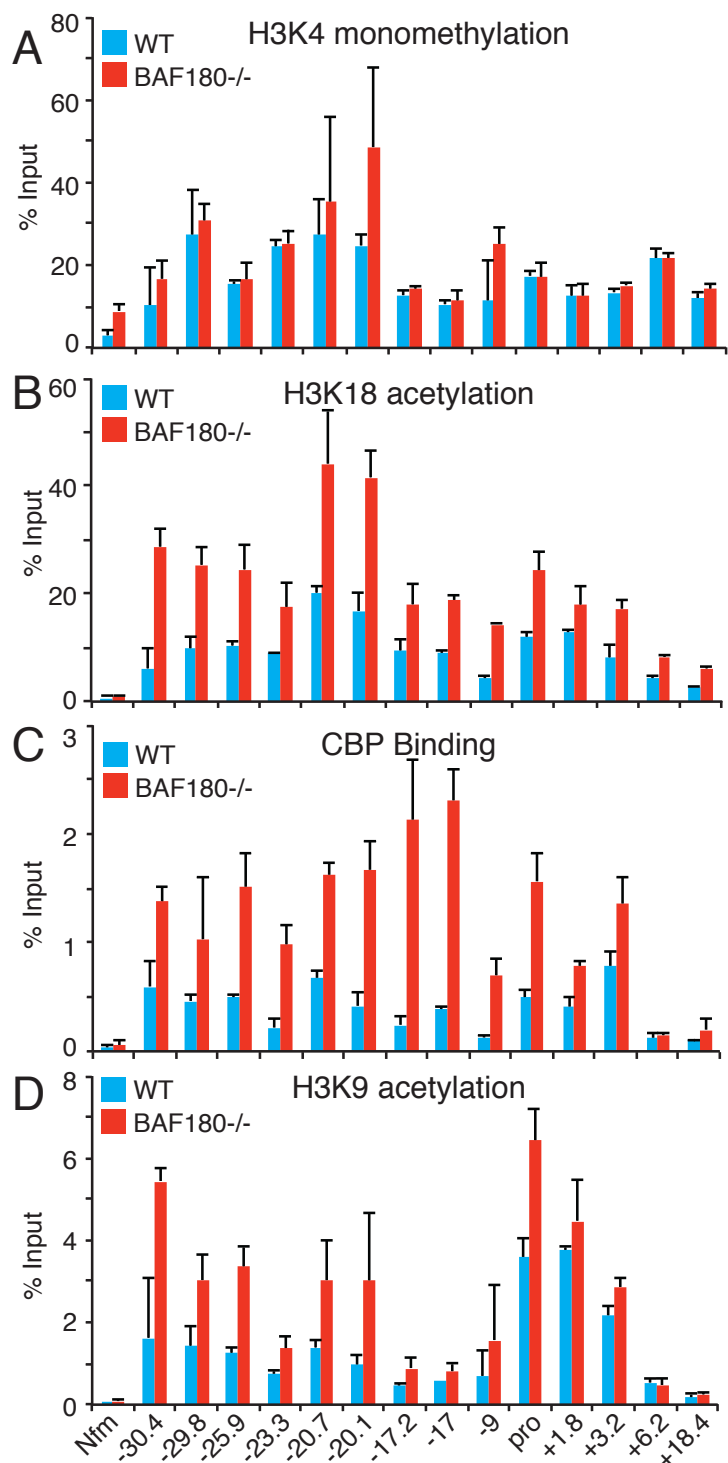 A
H3K4 monomethylation
WT
BAF180-/-
% Input
80
60
40
20
0
B
H3K18 acetylation
WT
BAF180-/-
% Input
60
40
20
0
C
CBP Binding
WT
BAF180-/-
% Input
3
2
1
0
D
H3K9 acetylation
WT
BAF180-/-
% Input
8
6
4
2
0
Nfm -30.4 -29.8 -25.9 -23.3 -20.7 -20.1 -17.2 -17 -9 pro +1.8 +3.2 +6.2 +18.4